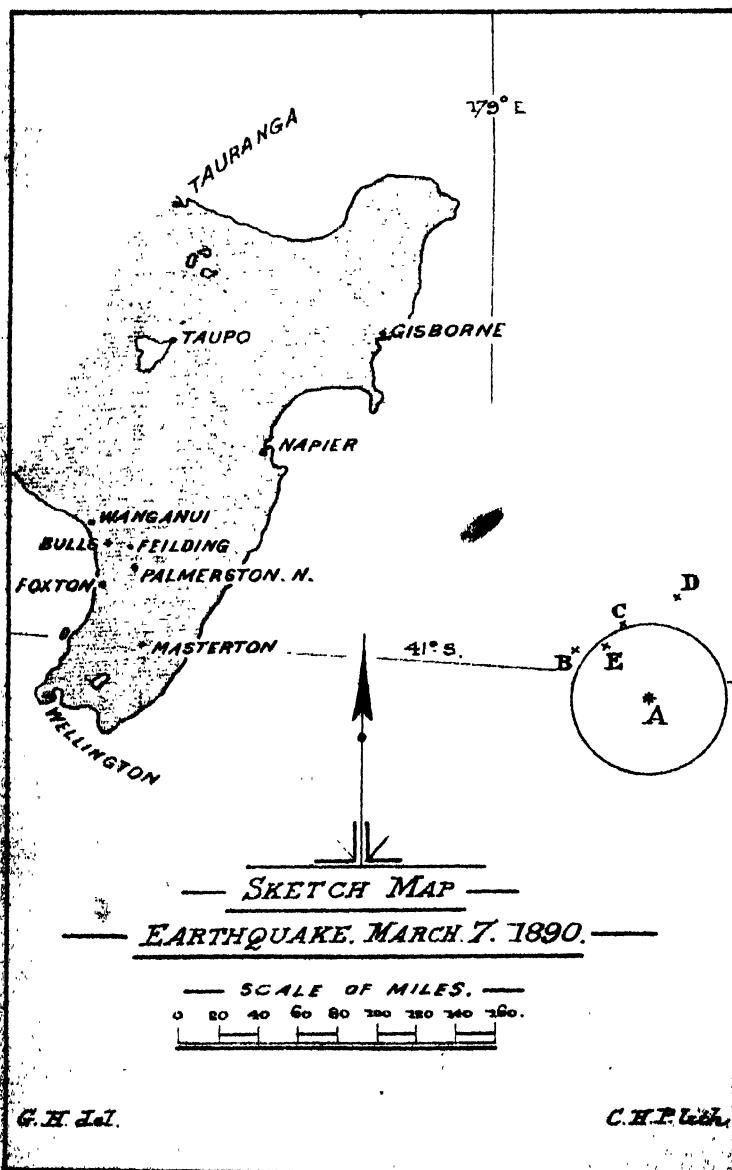 179° E
TAURANGA
TAUPO
GISBORNE
NAPIER
WANGANUI
BULLS
FEILDING
PALMERSTON. N.
FOXTON
D
C
MASTERTON
41° S.
B
E
A
WELLINGTON
SKETCH MAP
EARTHQUAKE. MARCH. 7. 1890.
SCALE OF MILES.
0 20 40 60 80 100 120 140 160.
G.H. del.
C.H.P. lith.